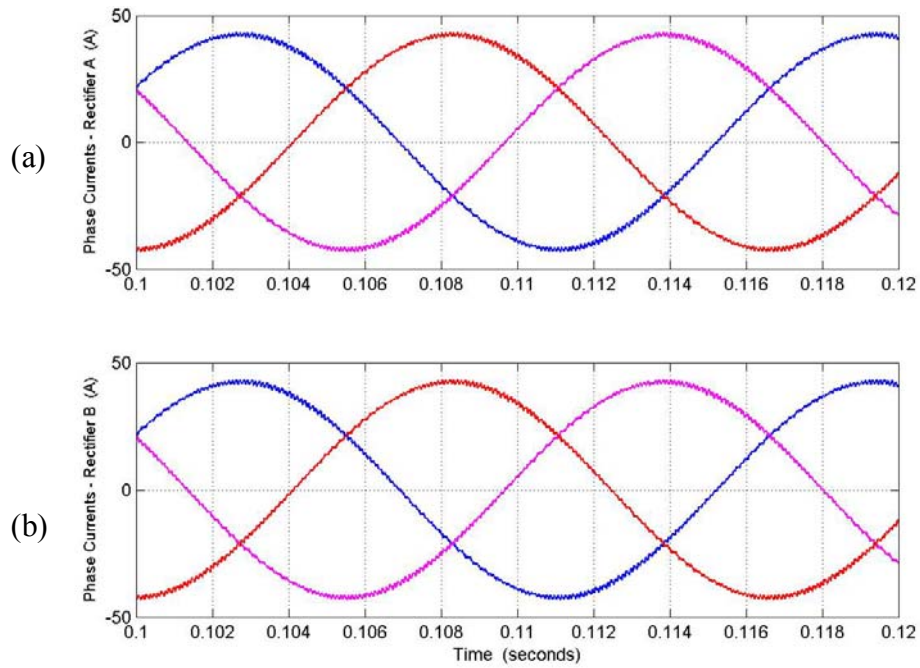 (a)
Phase Currents - Rectifier A (A)
50
0
-50
0.1 0.102 0.104 0.106 0.108 0.11 0.112 0.114 0.116 0.118 0.12
(b)
Phase Currents - Rectifier B (A)
50
0
-50
0.1 0.102 0.104 0.106 0.108 0.11 0.112 0.114 0.116 0.118 0.12
Time (seconds)